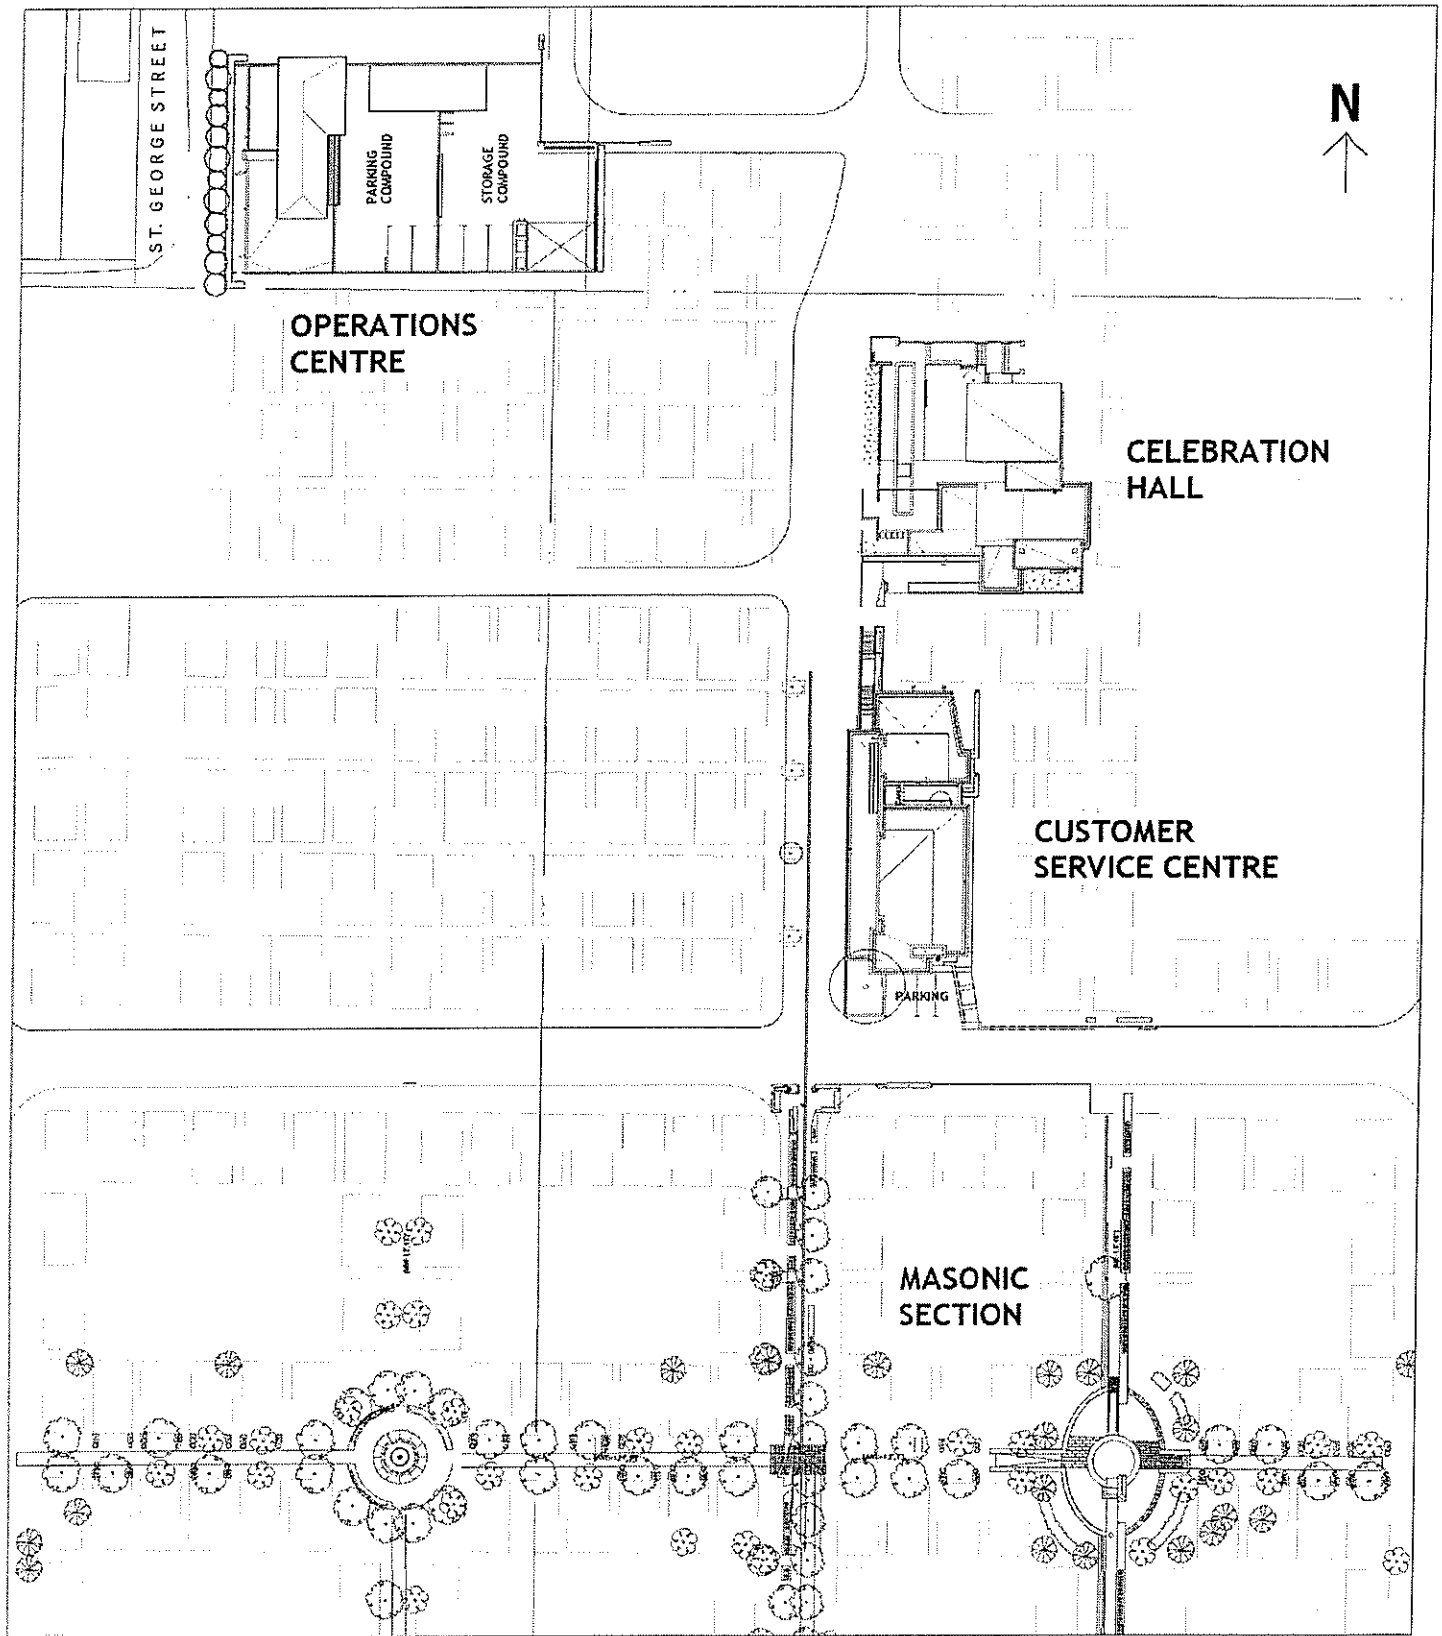 ST. GEORGE STREET
N
PARKING
COMPOUND
STORAGE
COMPOUND
OPERATIONS
CENTRE
CELEBRATION
HALL
CUSTOMER
SERVICE CENTRE
PARKING
MASONIC
SECTION